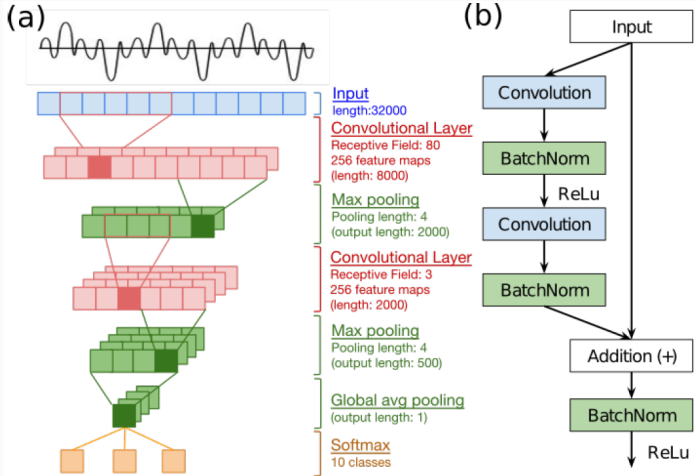 (a)
Input
length:32000
Convolutional Layer
Receptive Field: 80
256 feature maps
(length: 8000)
Max pooling
Pooling length: 4
(output length: 2000)
Convolutional Layer
Receptive Field: 3
256 feature maps
(length: 2000)
Max pooling
Pooling length: 4
(output length: 500)
Global avg pooling
(output length: 1)
Softmax
10 classes
(b)
Input
Convolution
BatchNorm
ReLu
Convolution
BatchNorm
Addition (+)
BatchNorm
ReLu